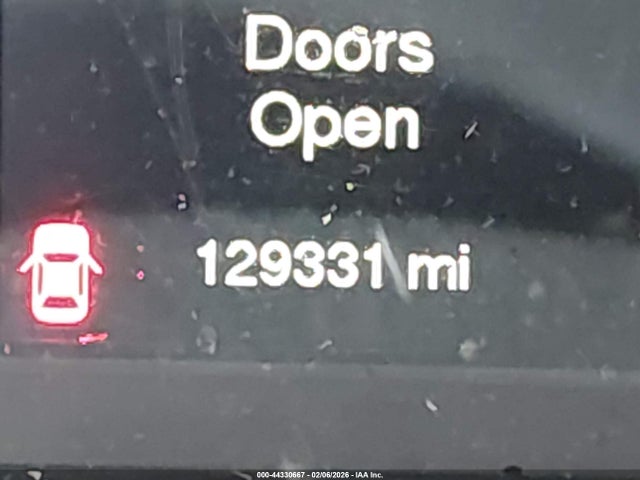 Doors
Open
129331 mi
000-44330667 - 02/06/2026 - IAA Inc.